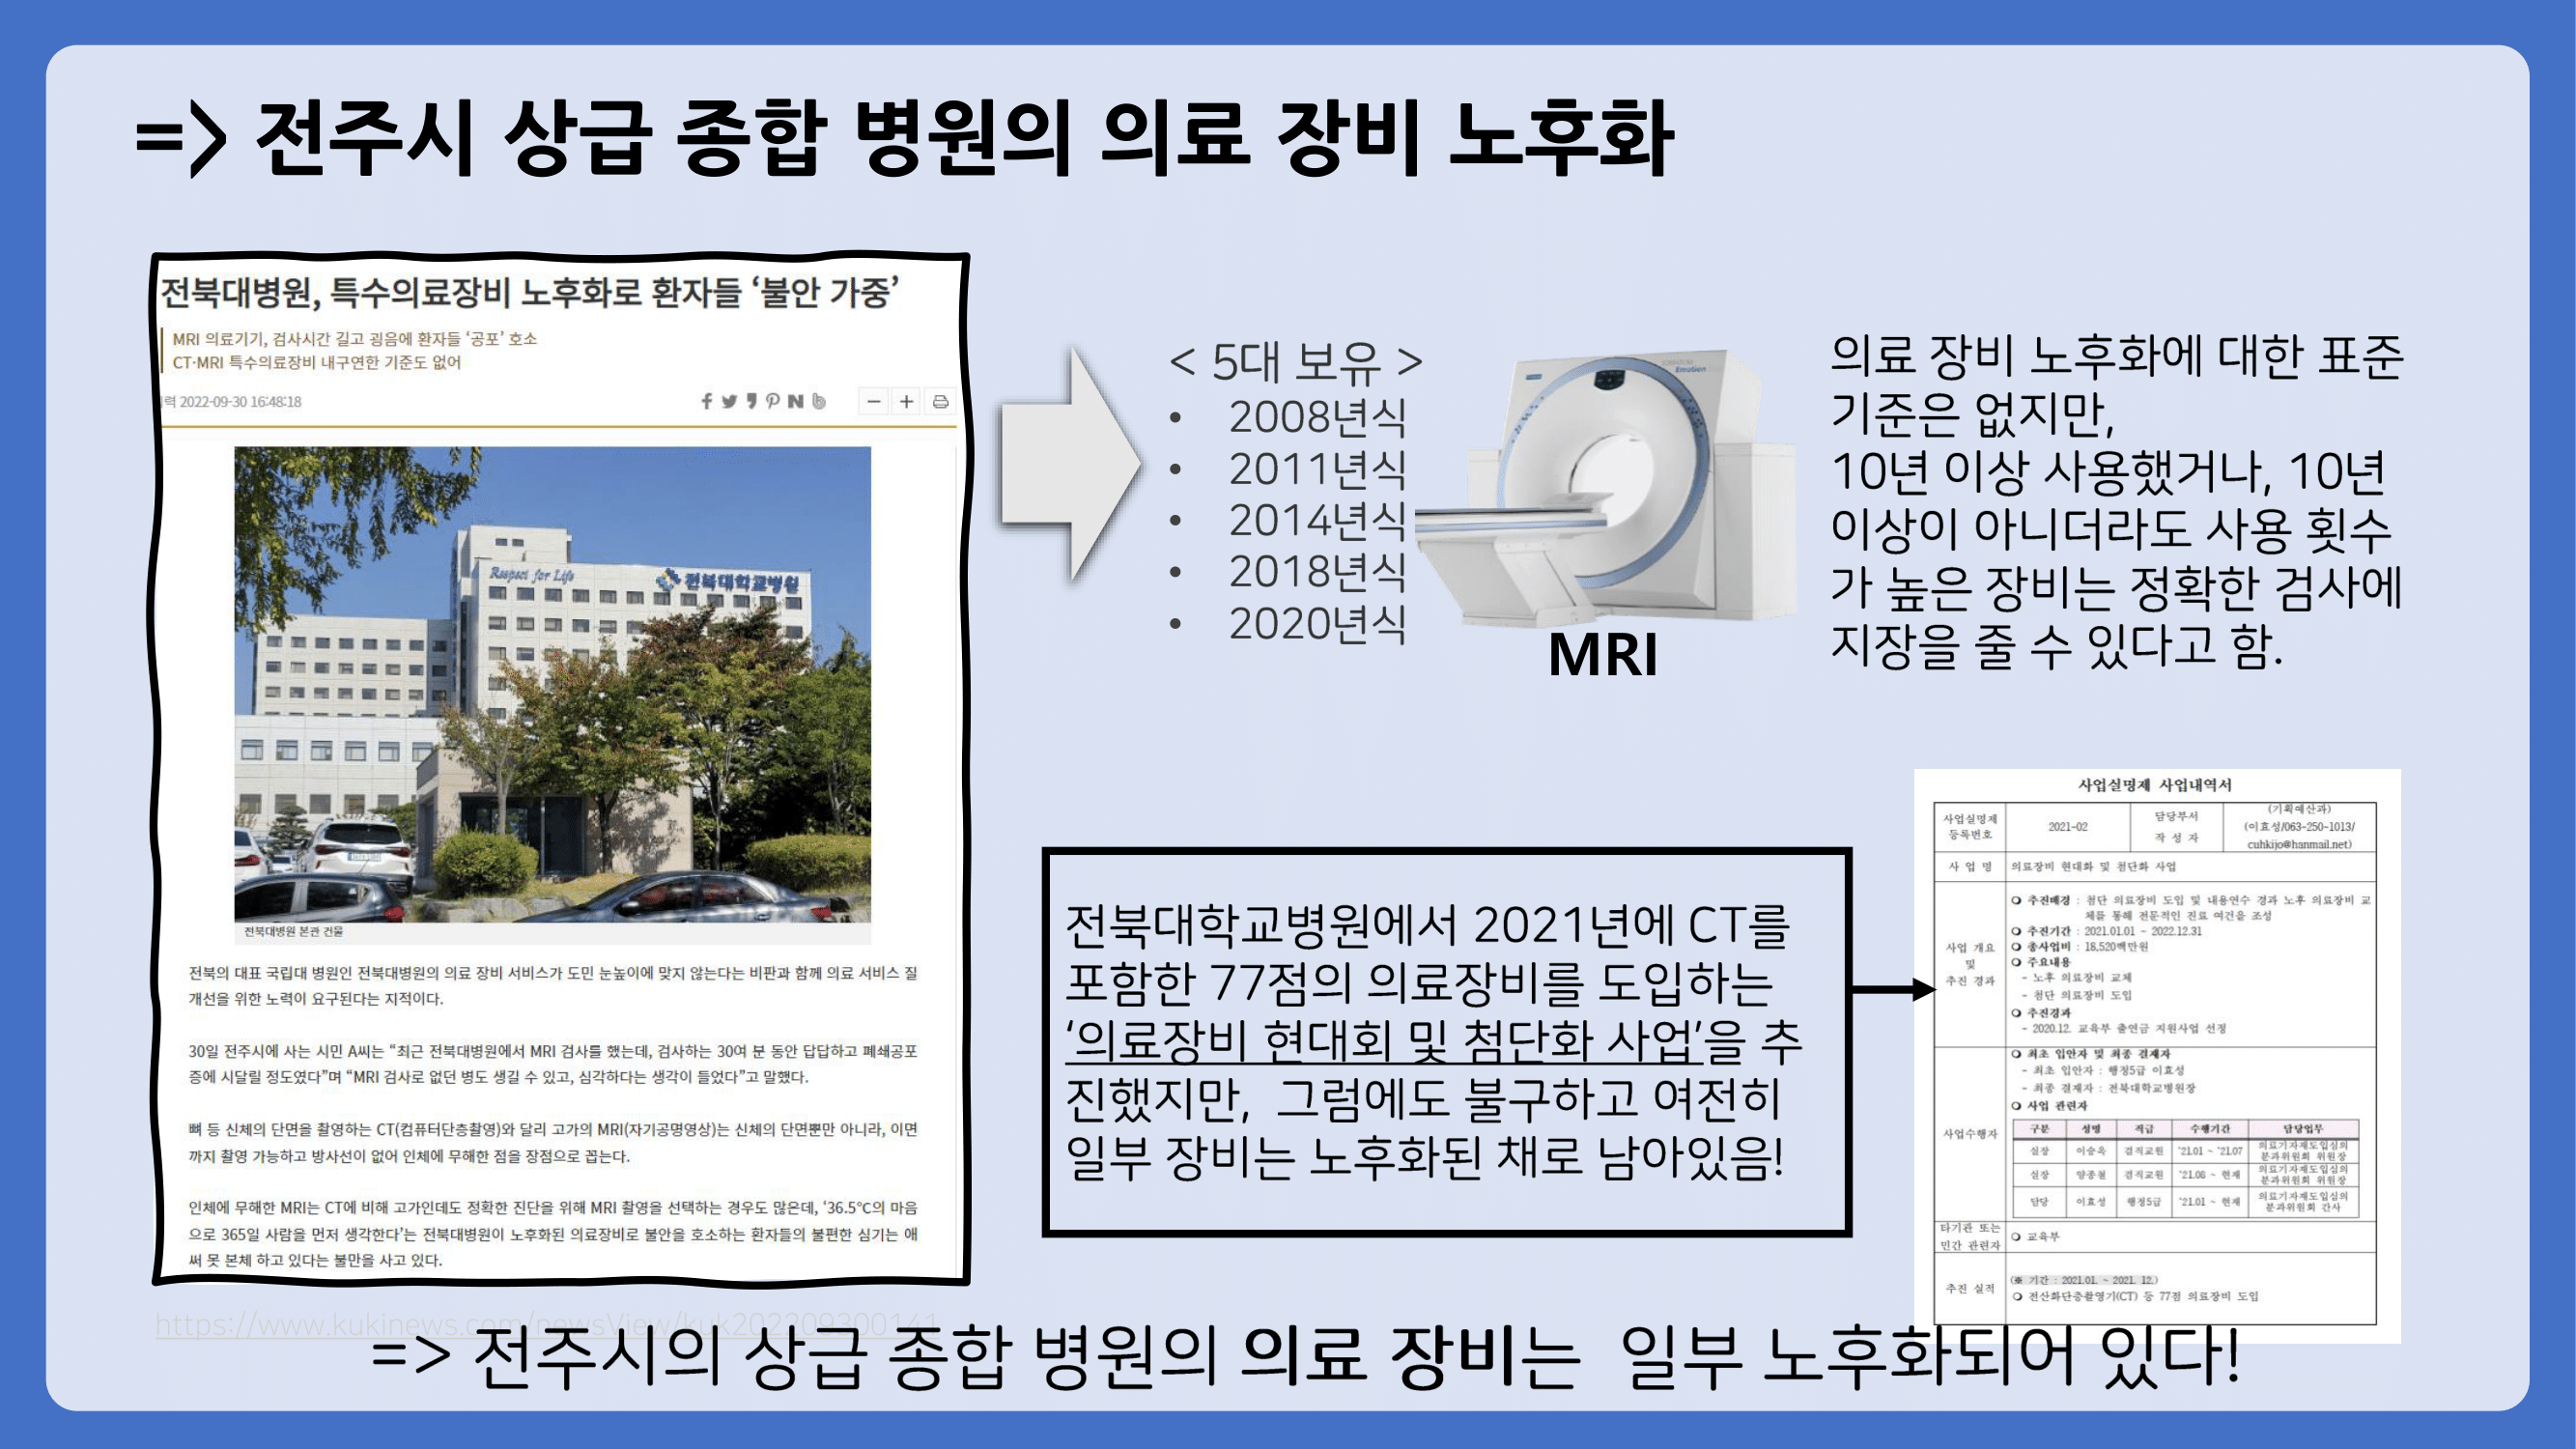 => 전주시 상급 종합 병원의 의료 장비 노후화
전북대병원, 특수의료장비 노후화로 환자들 ‘불안 가중’
MRI 의료기기, 검사시간 길고 굉음에 환자들 ‘공포’ 호소
CT·MRI 특수의료장비 내구연한 기준도 없어
력 2022-09-30 16:48:18
Respect for Life
전북대학교병원
전북대병원 본관 건물
전북의 대표 국립대 병원인 전북대병원의 의료 장비 서비스가 도민 눈높이에 맞지 않는다는 비판과 함께 의료 서비스 질
개선을 위한 노력이 요구된다는 지적이다.
30일 전주시에 사는 시민 A씨는 “최근 전북대병원에서 MRI 검사를 했는데, 검사하는 30여 분 동안 답답하고 폐쇄공포
증에 시달릴 정도였다”며 “MRI 검사로 없던 병도 생길 수 있고, 심각하다는 생각이 들었다”고 말했다.
뼈 등 신체의 단면을 촬영하는 CT(컴퓨터단층촬영)와 달리 고가의 MRI(자기공명영상)는 신체의 단면뿐만 아니라, 이면
까지 촬영 가능하고 방사선이 없어 인체에 무해한 점을 장점으로 꼽는다.
인체에 무해한 MRI는 CT에 비해 고가인데도 정확한 진단을 위해 MRI 촬영을 선택하는 경우도 많은데, ‘36.5℃의 마음
으로 365일 사람을 먼저 생각한다’는 전북대병원이 노후화된 의료장비로 불안을 호소하는 환자들의 불편한 심기는 애
써 못 본체 하고 있다는 불만을 사고 있다.
https://www.kukinews.com/newsView/kuk202209300141
< 5대 보유 >
• 2008년식
• 2011년식
• 2014년식
• 2018년식
• 2020년식
Emotion
MRI
의료 장비 노후화에 대한 표준
기준은 없지만,
10년 이상 사용했거나, 10년
이상이 아니더라도 사용 횟수
가 높은 장비는 정확한 검사에
지장을 줄 수 있다고 함.
전북대학교병원에서 2021년에 CT를
포함한 77점의 의료장비를 도입하는
‘의료장비 현대회 및 첨단화 사업’을 추
진했지만, 그럼에도 불구하고 여전히
일부 장비는 노후화된 채로 남아있음!
사업실명제 사업내역서
사업실명제 등록번호 2021-02 담당부서 작 성 자 (기획예산과) (이효성/063-250-1013/ cuhkijo@hanmail.net)
사 업 명 의료장비 현대화 및 첨단화 사업
사업 개요 및 추진 경과
❍ 추진배경 : 첨단 의료장비 도입 및 내용연수 경과 노후 의료장비 교
체를 통해 전문적인 진료 여건을 조성
❍ 추진기간 : 2021.01.01 ~ 2022.12.31
❍ 총사업비 : 18,520백만원
❍ 주요내용
- 노후 의료장비 교체
- 첨단 의료장비 도입
❍ 추진경과
- 2020.12. 교육부 출연금 지원사업 선정
사업수행자
❍ 최초 입안자 및 최종 결재자
- 최초 입안자 : 행정5급 이효성
- 최종 결재자 : 전북대학교병원장
❍ 사업 관련자
구분 성명 직급 수행기간 담당업무
실장 이승옥 겸직교원 '21.01 ~ '21.07 의료기자재도입심의 분과위원회 위원장
실장 양종철 겸직교원 '21.08 ~ 현재 의료기자재도입심의 분과위원회 위원장
담당 이효성 행정5급 '21.01 ~ 현재 의료기자재도입심의 분과위원회 간사
타기관 또는 민간 관련자 ❍ 교육부
추진 실적
(※ 기간 : 2021.01. ~ 2021. 12.)
❍ 전산화단층촬영기(CT) 등 77점 의료장비 도입
=> 전주시의 상급 종합 병원의 의료 장비는 일부 노후화되어 있다!